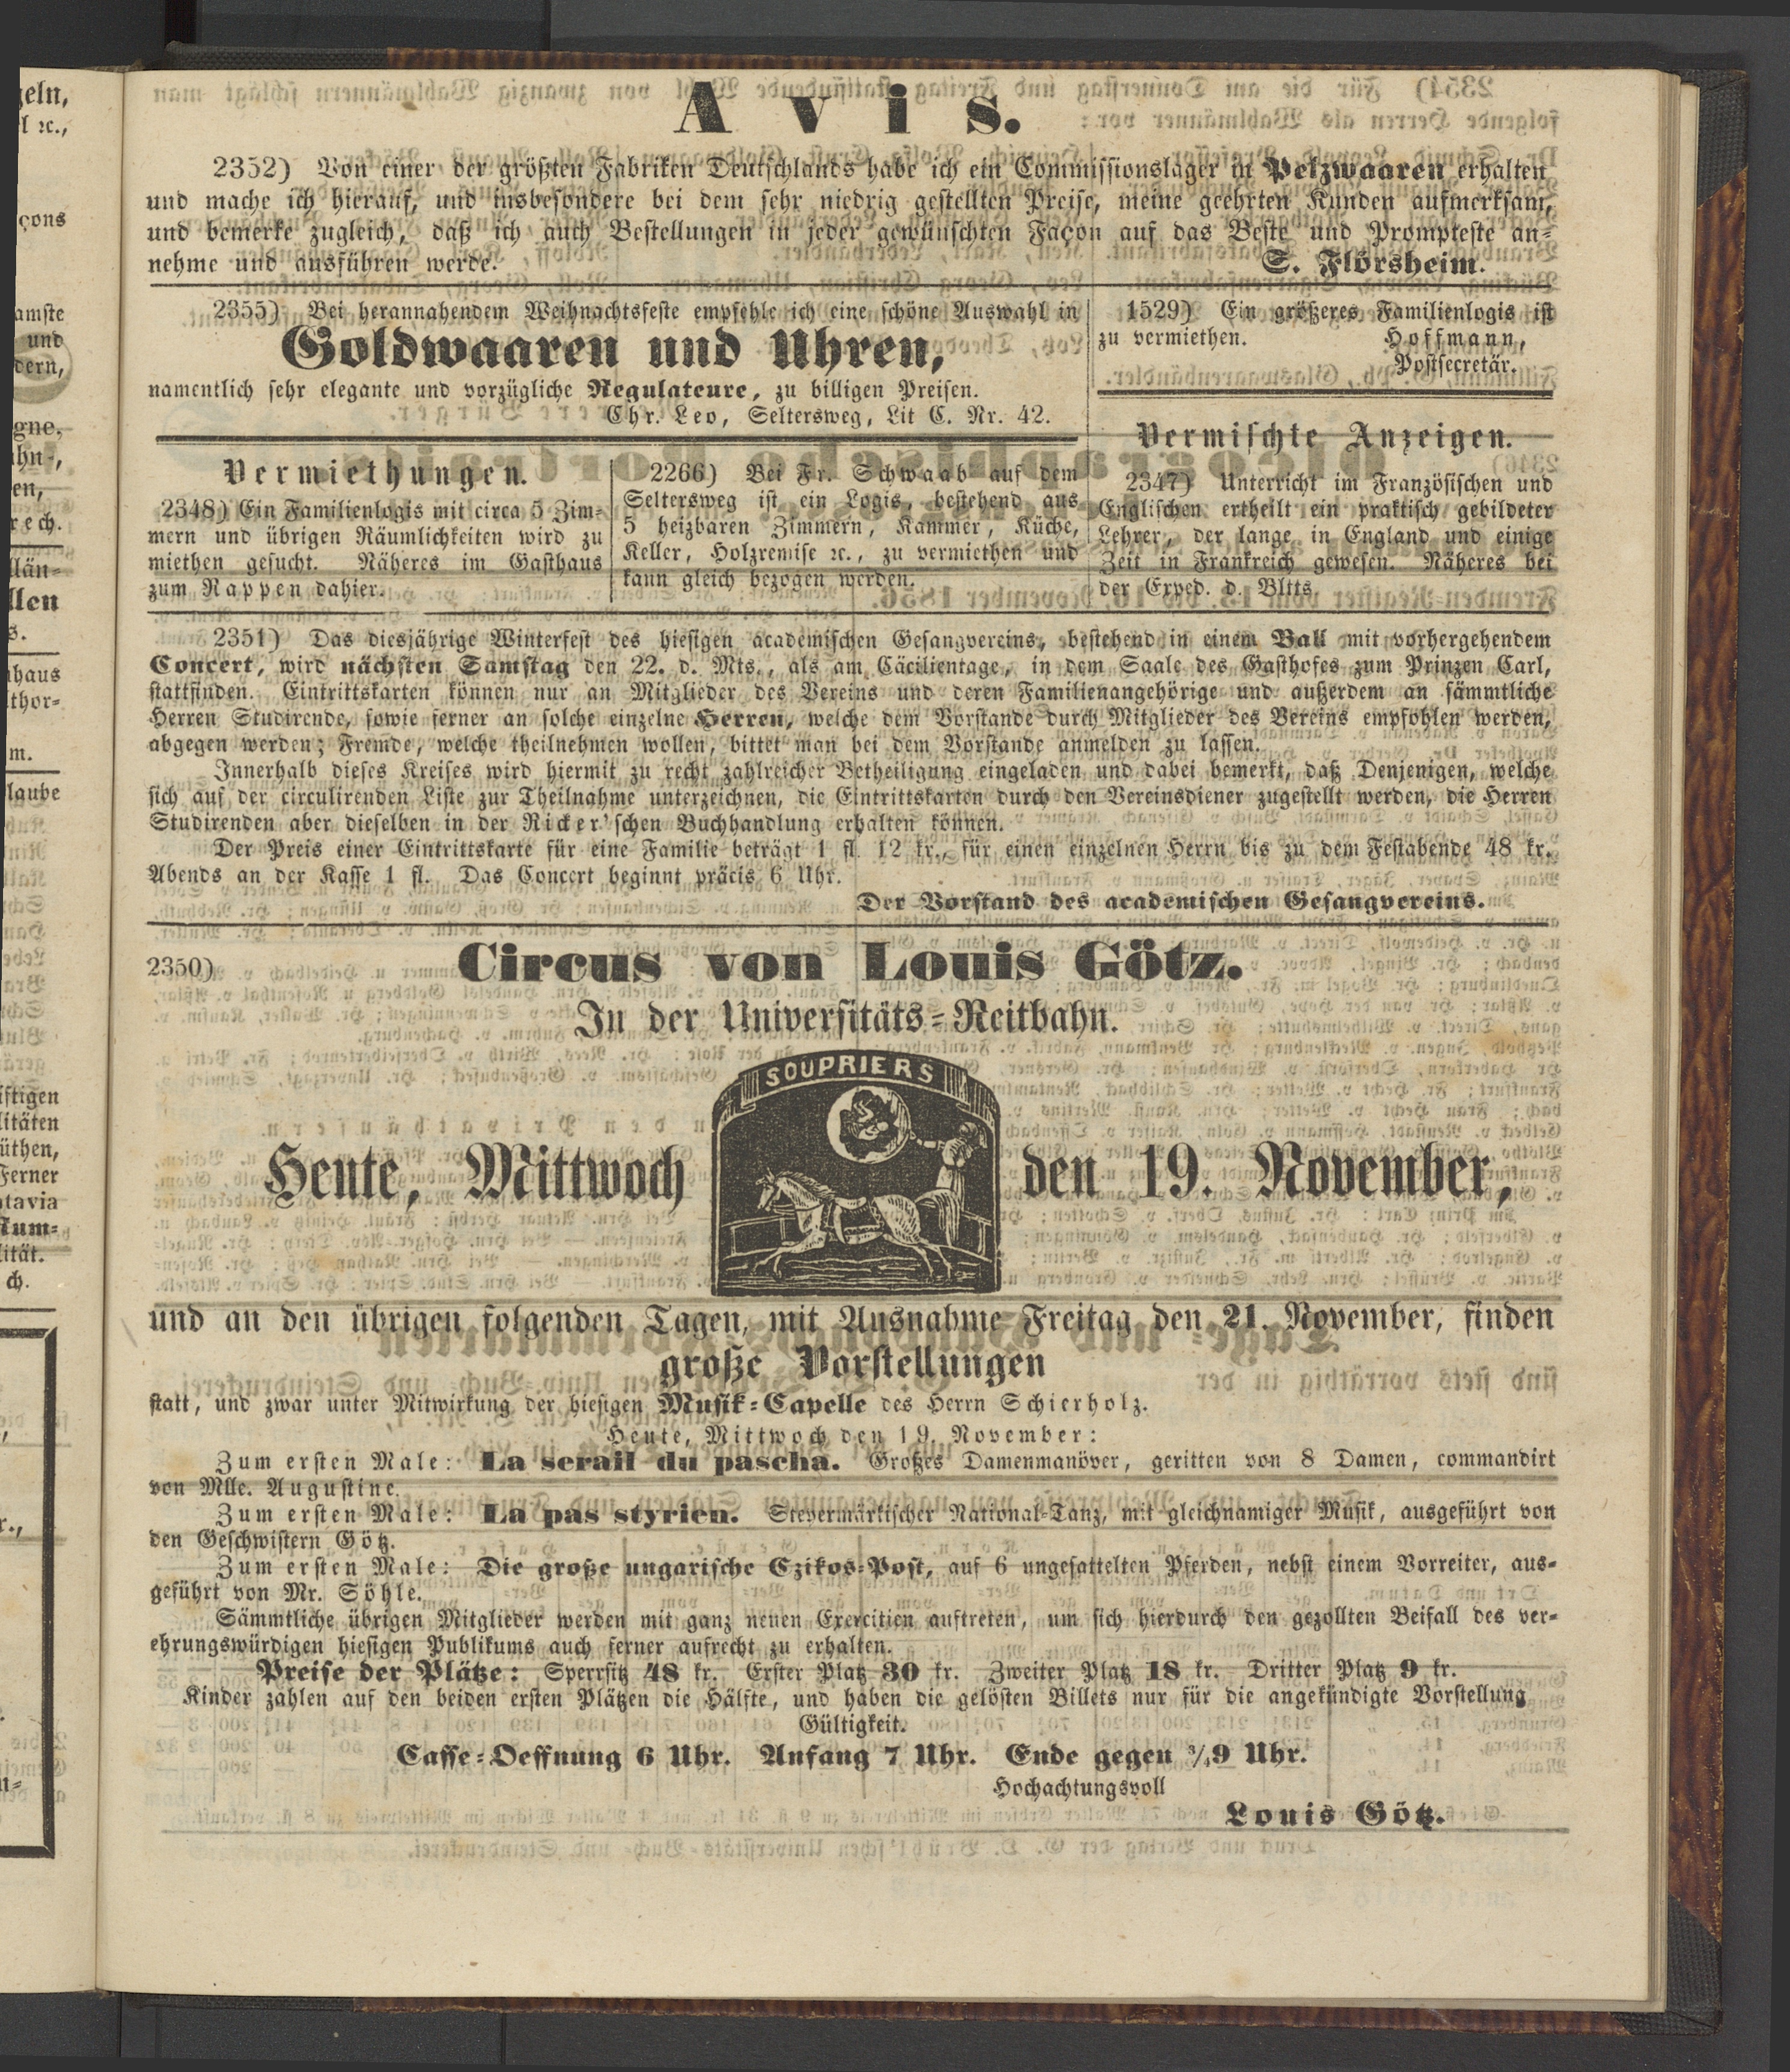 Avis.
2352) Von einer der größten Fabriken Deutschlands habe ich ein Commissionslager in Pelzwaaren erhalten
und mache ich hierauf, und insbesondere bei dem sehr niedrig gestellten Preise, meine geehrten Kunden aufmerksam,
und bemerke zugleich, daß ich auch Bestellungen in jeder gewünschten Façon auf das Beste und Prompteste an-
nehme und ausführen werde.
S. Flörsheim.
2355) Bei herannahendem Weihnachtsfeste empfehle ich eine schöne Auswahl in
Goldwaaren und Uhren,
namentlich sehr elegante und vorzügliche Regulateure, zu billigen Preisen.
Chr. Leo, Seltersweg, Lit C. Nr. 42.
1529) Ein größeres Familienlogis ist
zu vermiethen. Hoffmann,
Postsecretär.
Vermiethungen.
2348) Ein Familienlogis mit circa 5 Zim-
mern und übrigen Räumlichkeiten wird zu
miethen gesucht. Näheres im Gasthaus
zum Rappen dahier.
2266) Bei Fr. Schwaab auf dem
Seltersweg ist ein Logis, bestehend aus
5 heizbaren Zimmern, Kammer, Küche,
Keller, Holzremise ꝛc., zu vermiethen und
kann gleich bezogen werden.
Vermischte Anzeigen.
2347) Unterricht im Französischen und
Englischen ertheilt ein praktisch gebildeter
Lehrer, der lange in England und einige
Zeit in Frankreich gewesen. Näheres bei
der Exped. d. Bltts
2351) Das diesjährige Winterfest des hiesigen academischen Gesangvereins, bestehend in einem Ball mit vorhergehendem
Concert, wird nächsten Samstag den 22. d. Mts., als am Cäcilientage, in dem Saale des Gasthofes zum Prinzen Carl,
stattfinden. Eintrittskarten können nur an Mitglieder des Vereins und deren Familienangehörige und außerdem an sämmtliche
Herren Studirende, sowie ferner an solche einzelne Herren, welche dem Vorstande durch Mitglieder des Vereins empfohlen werden,
abgegen werden; Fremde, welche theilnehmen wollen, bittet man bei dem Vorstande anmelden zu lassen.
Innerhalb dieses Kreises wird hiermit zu recht zahlreicher Betheiligung eingeladen und dabei bemerkt, daß Denjenigen, welche
sich auf der circulirenden Liste zur Theilnahme unterzeichnen, die Eintrittskarten durch den Vereinsdiener zugestellt werden, die Herren
Studirenden aber dieselben in der Ricker'schen Buchhandlung erhalten können.
Der Preis einer Eintrittskarte für eine Familie beträgt 1 fl. 12 kr., für einen einzelnen Herrn bis zu dem Festabende 48 kr.
Abends an der Kasse 1 fl. Das Concert beginnt präcis 6 Uhr.
Der Vorstand des academischen Gesangvereins.
2350) Circus von Louis Götz.
In der Universitäts-Reitbahn.
SOUPRIERS
Heute, Mittwoch den 19. November,
und an den übrigen folgenden Tagen, mit Ausnahme Freitag den 21. November, finden
große Vorstellungen
statt, und zwar unter Mitwirkung der hiesigen Musik-Capelle des Herrn Schierholz.
Heute, Mittwoch den 19. November:
Zum ersten Male: La serail du pascha. Großes Damenmanöver, geritten von 8 Damen, commandirt
von Mlle. Augustine.
Zum ersten Male: La pas styrien. Steyermärkischer National-Tanz, mit gleichnamiger Musik, ausgeführt von
den Geschwistern Götz.
Zum ersten Male: Die große ungarische Czikos-Post, auf 6 ungesattelten Pferden, nebst einem Vorreiter, aus-
geführt von Mr. Söhle.
Sämmtliche übrigen Mitglieder werden mit ganz neuen Exercitien auftreten, um sich hierdurch den gezollten Beifall des ver-
ehrungswürdigen hiesigen Publikums auch ferner aufrecht zu erhalten.
Preise der Plätze: Sperrsitz 48 kr. Erster Platz 30 kr. Zweiter Platz 18 kr. Dritter Platz 9 kr.
Kinder zahlen auf den beiden ersten Plätzen die Hälfte, und haben die gelösten Billets nur für die angekündigte Vorstellung
Gültigkeit.
Casse-Oeffnung 6 Uhr. Anfang 7 Uhr. Ende gegen ¾9 Uhr.
Hochachtungsvoll
Louis Götz.